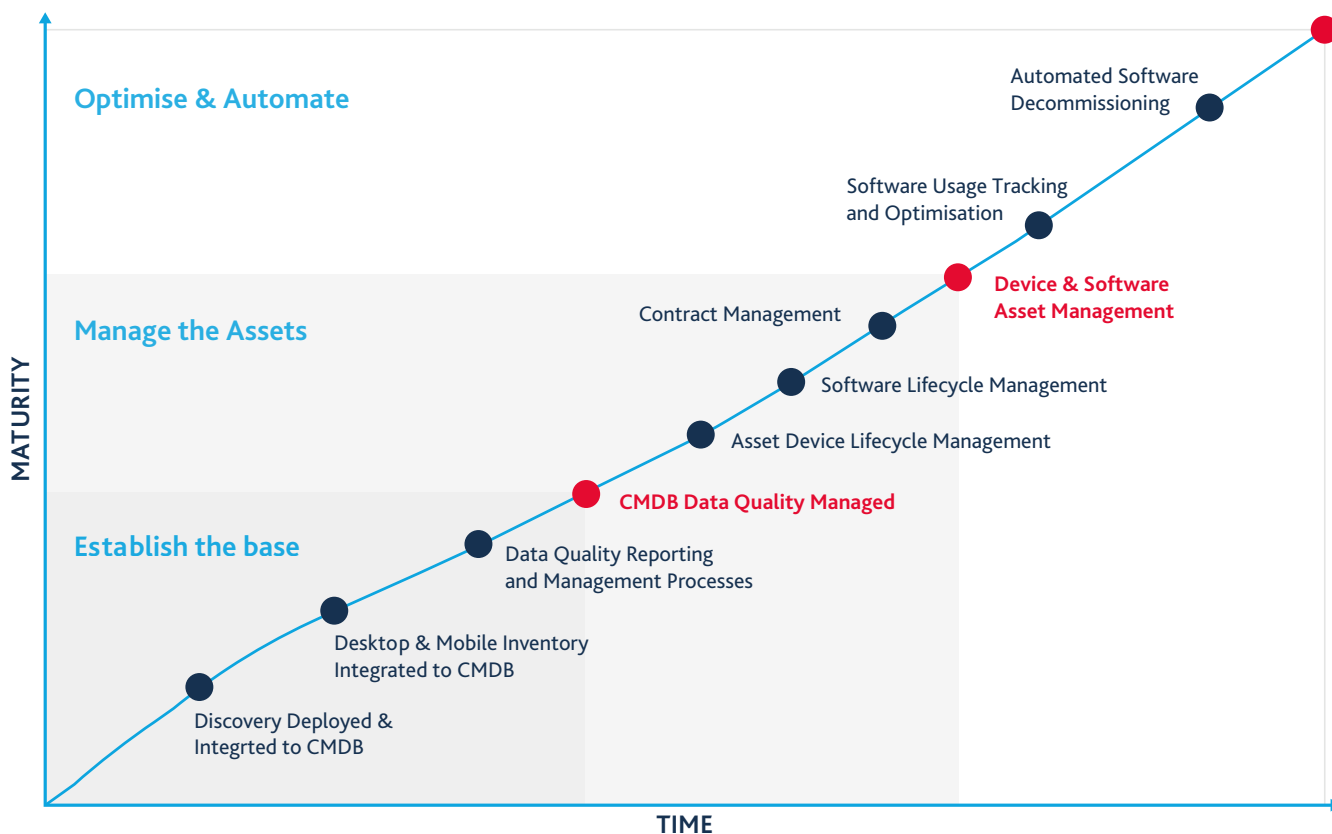 Optimise & Automate
Automated Software
Decommissioning
Software Usage Tracking
and Optimisation
Device & Software
Asset Management
Manage the Assets
Contract Management
Software Lifecycle Management
Asset Device Lifecycle Management
CMDB Data Quality Managed
Establish the base
Data Quality Reporting
and Management Processes
Desktop & Mobile Inventory
Integrated to CMDB
Discovery Deployed &
Integrted to CMDB
MATURITY
TIME